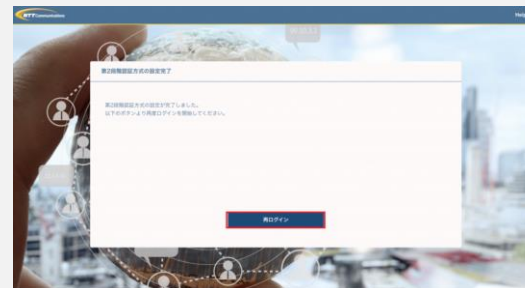 NTT Communications
Help
第2段階認証方式の設定完了
第2段階認証方式の設定が完了しました。
以下のボタンより再度ログインを開始してください。
再ログイン